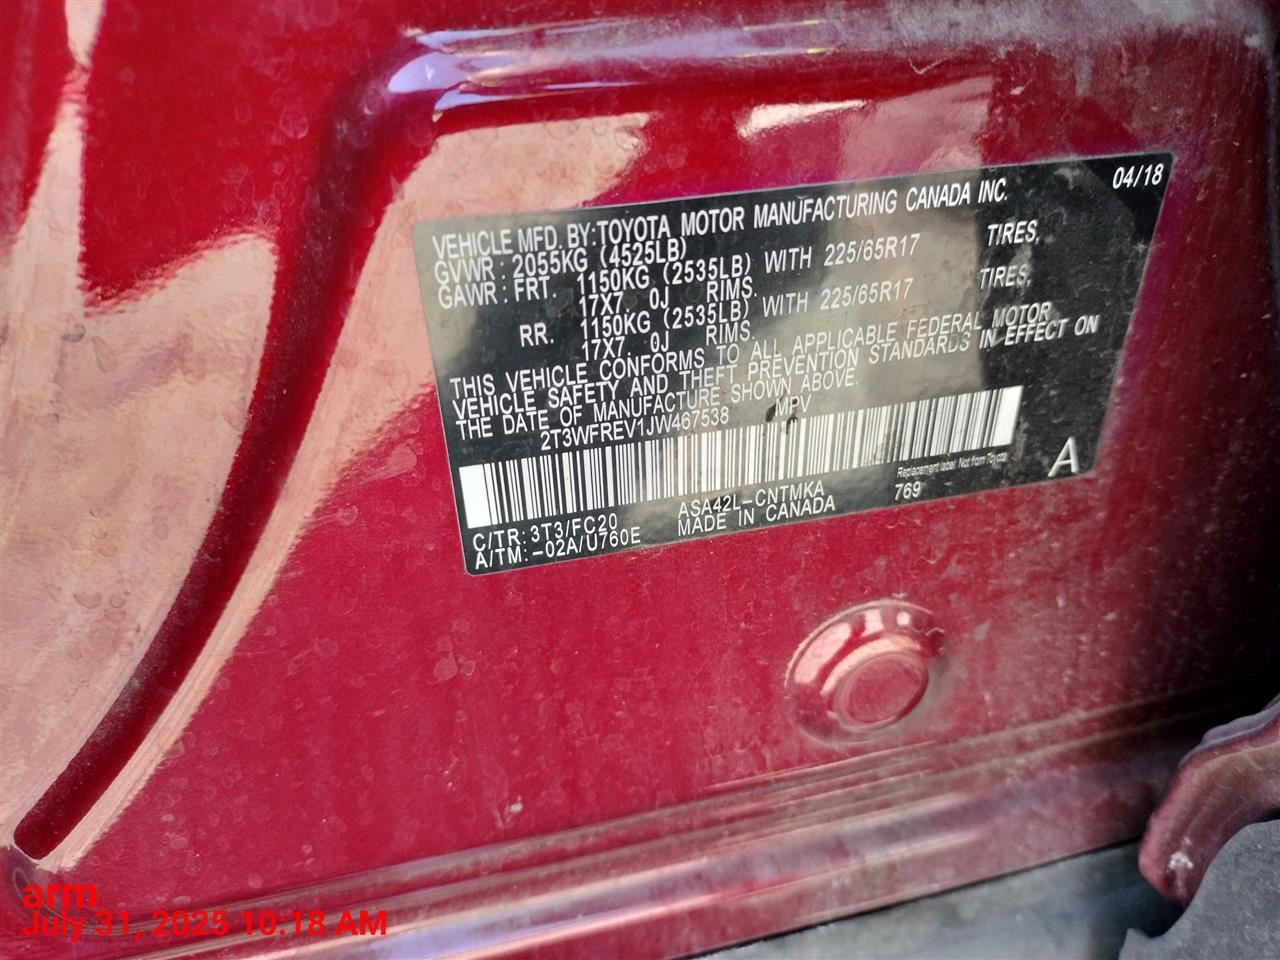 04/18
VEHICLE MFD. BY: TOYOTA MOTOR MANUFACTURING CANADA INC.
GVWR : 2055KG (4525LB)
GAWR : FRT. 1150KG (2535LB) WITH 225/65R17 TIRES,
17X7. 0J RIMS.
RR. 1150KG (2535LB) WITH 225/65R17 TIRES,
17X7. 0J RIMS.
THIS VEHICLE CONFORMS TO ALL APPLICABLE FEDERAL MOTOR
VEHICLE SAFETY AND THEFT PREVENTION STANDARDS IN EFFECT ON
THE DATE OF MANUFACTURE SHOWN ABOVE.
2T3WFREV1JW467538 MPV
Replacement label Not from Toyota
A
C/TR: 3T3/FC20 ASA42L-CNTMKA 769
A/TM: -02A/U760E MADE IN CANADA
arm
July 31, 2025 10:18 AM